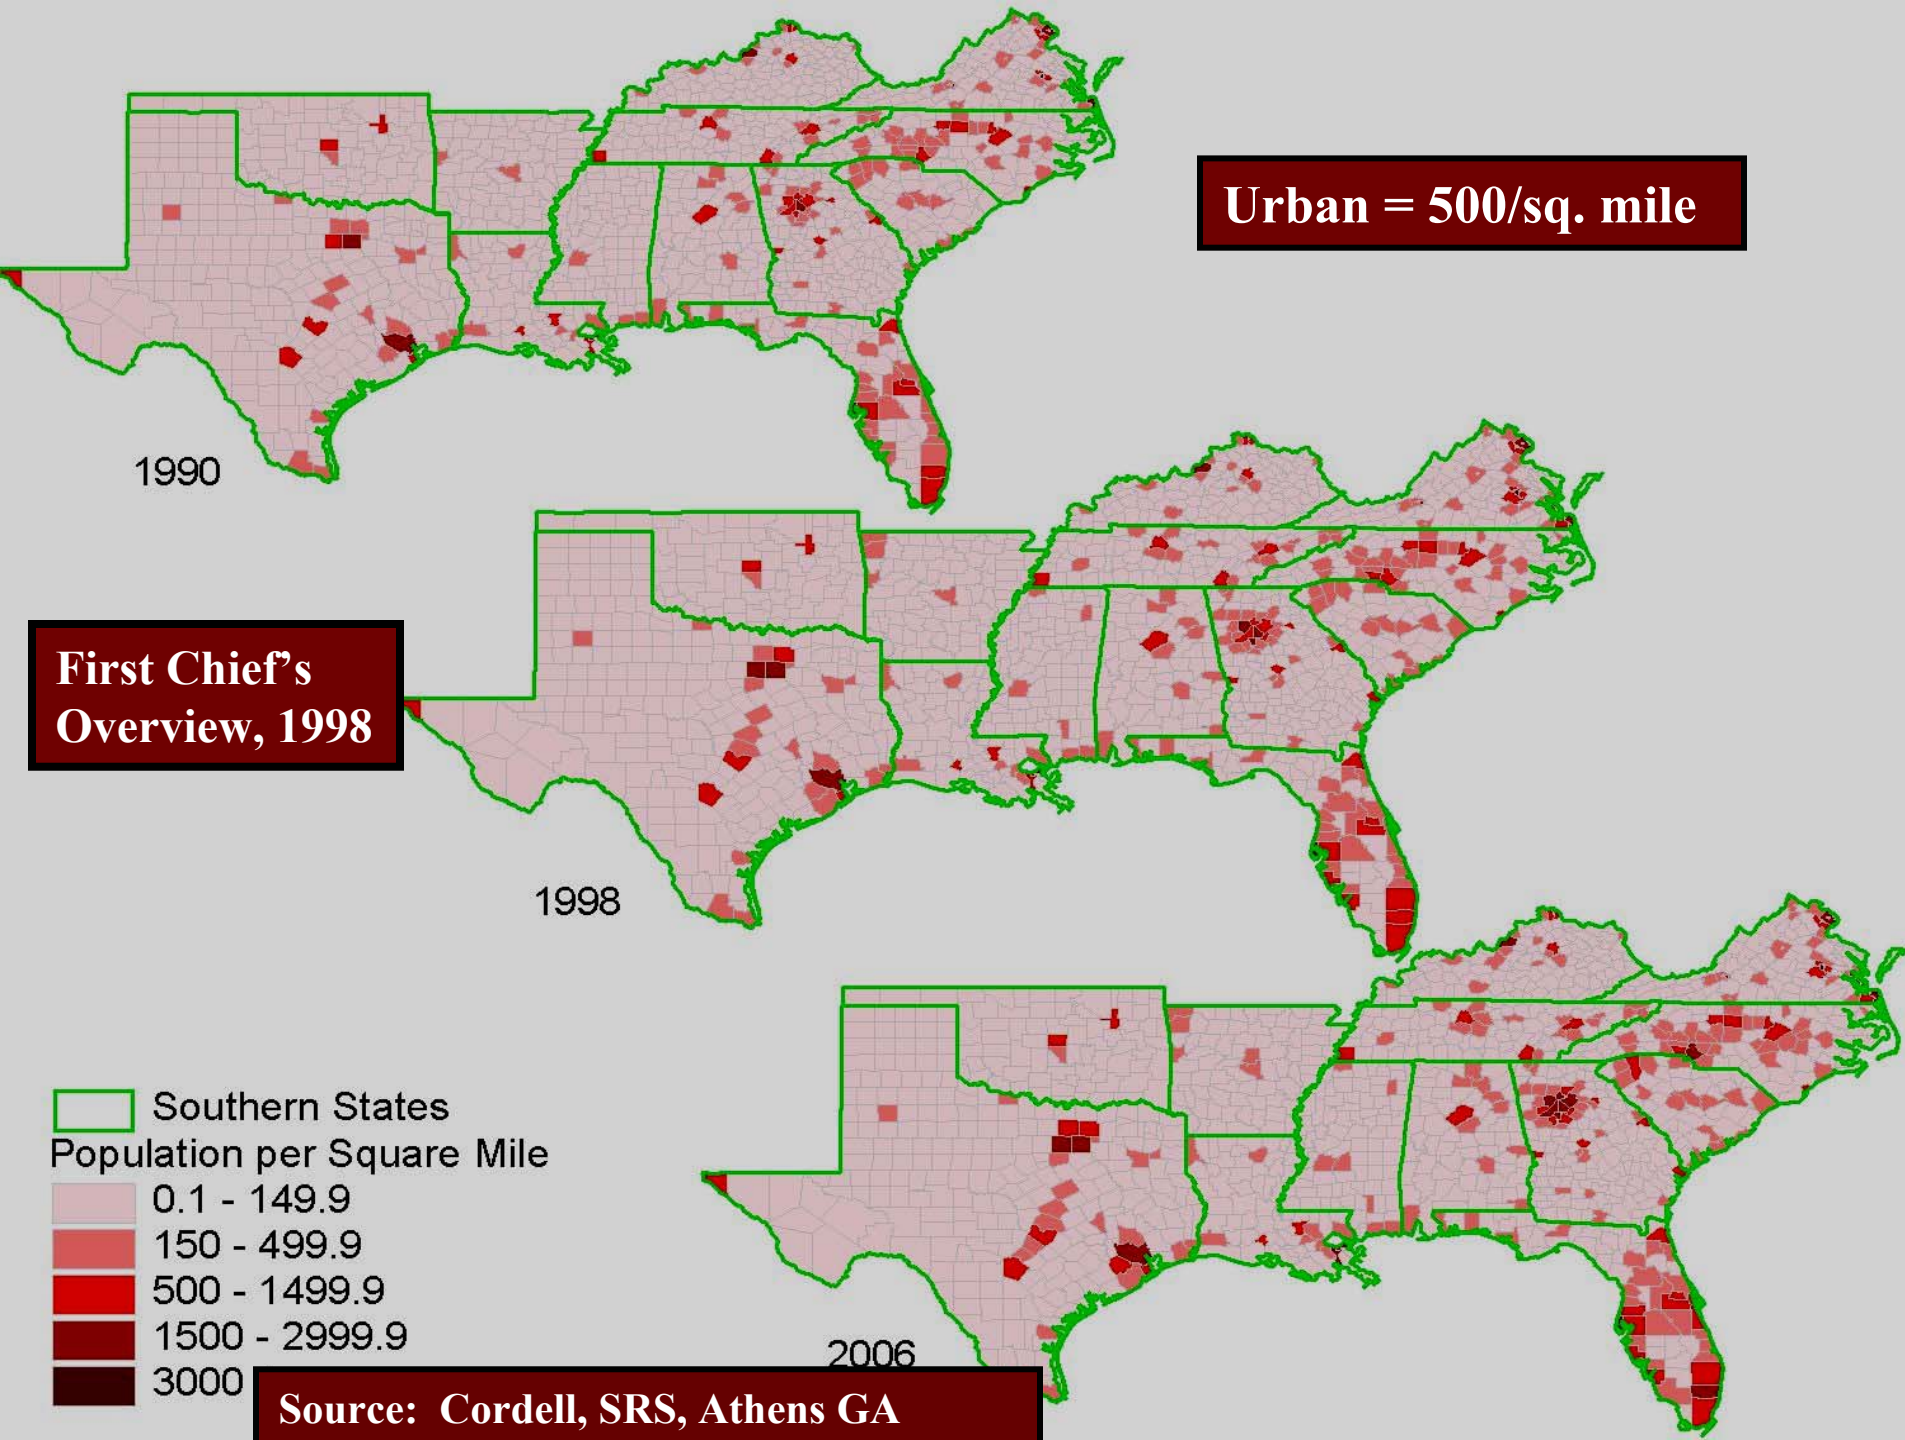 Urban = 500/sq. mile
1990
First Chief’s
Overview, 1998
1998
Southern States
Population per Square Mile
0.1 - 149.9
150 - 499.9
500 - 1499.9
1500 - 2999.9
3000
2006
Source:  Cordell, SRS, Athens GA